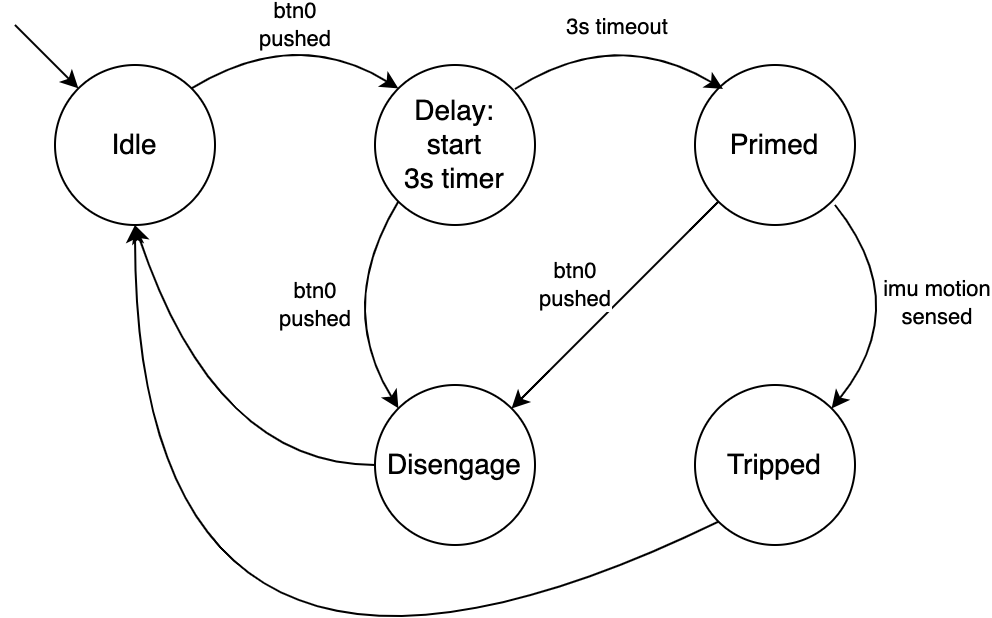 btn0
pushed
3s timeout
Idle
Delay:
start
3s timer
Primed
btn0
pushed
btn0
pushed
imu motion
sensed
Disengage
Tripped